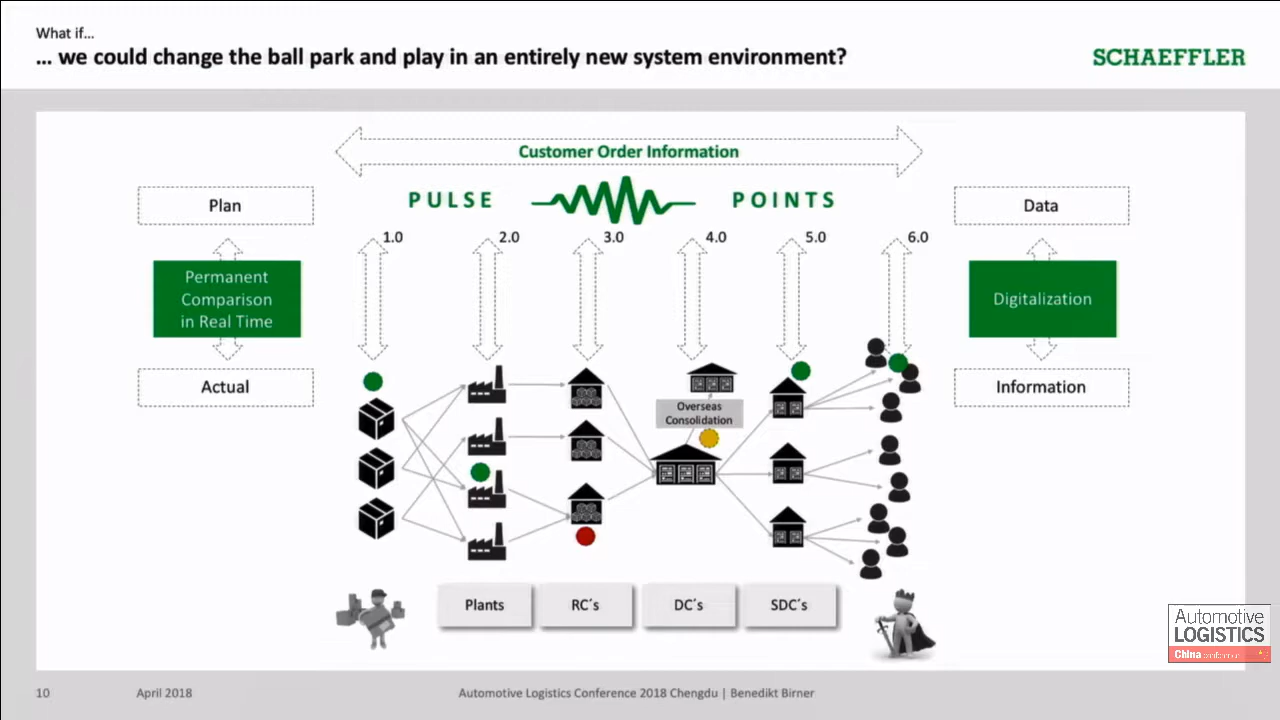 What if...
... we could change the ball park and play in an entirely new system environment?
SCHAEFFLER
Customer Order Information
PULSE POINTS
Plan
Data
1.0 2.0 3.0 4.0 5.0 6.0
Permanent
Comparison
in Real Time
Digitalization
Actual
Information
Overseas
Consolidation
Plants
RC´s
DC´s
SDC´s
Automotive
LOGISTICS
China conference
10
April 2018
Automotive Logistics Conference 2018 Chengdu | Benedikt Birner